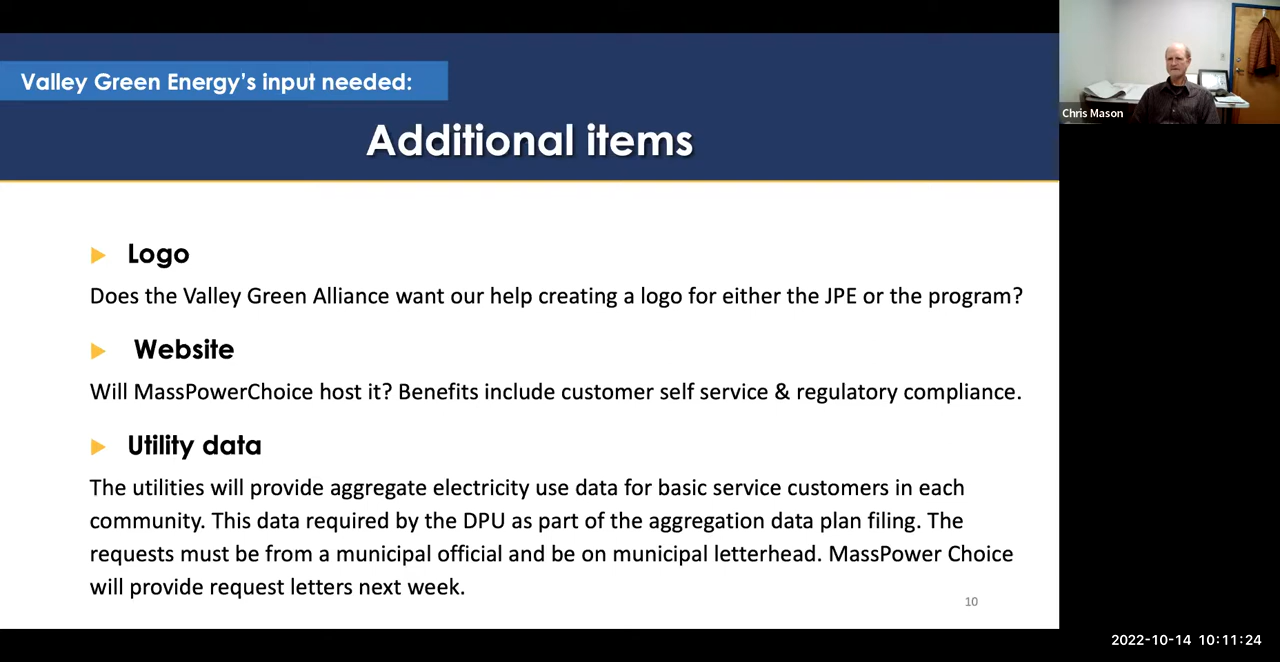 Valley Green Energy's input needed:
Additional items
Logo
Does the Valley Green Alliance want our help creating a logo for either the JPE or the program?
Website
Will MassPowerChoice host it? Benefits include customer self service & regulatory compliance.
Utility data
The utilities will provide aggregate electricity use data for basic service customers in each
community. This data required by the DPU as part of the aggregation data plan filing. The
requests must be from a municipal official and be on municipal letterhead. MassPower Choice
will provide request letters next week.
10
Chris Mason
2022-10-14 10:11:24